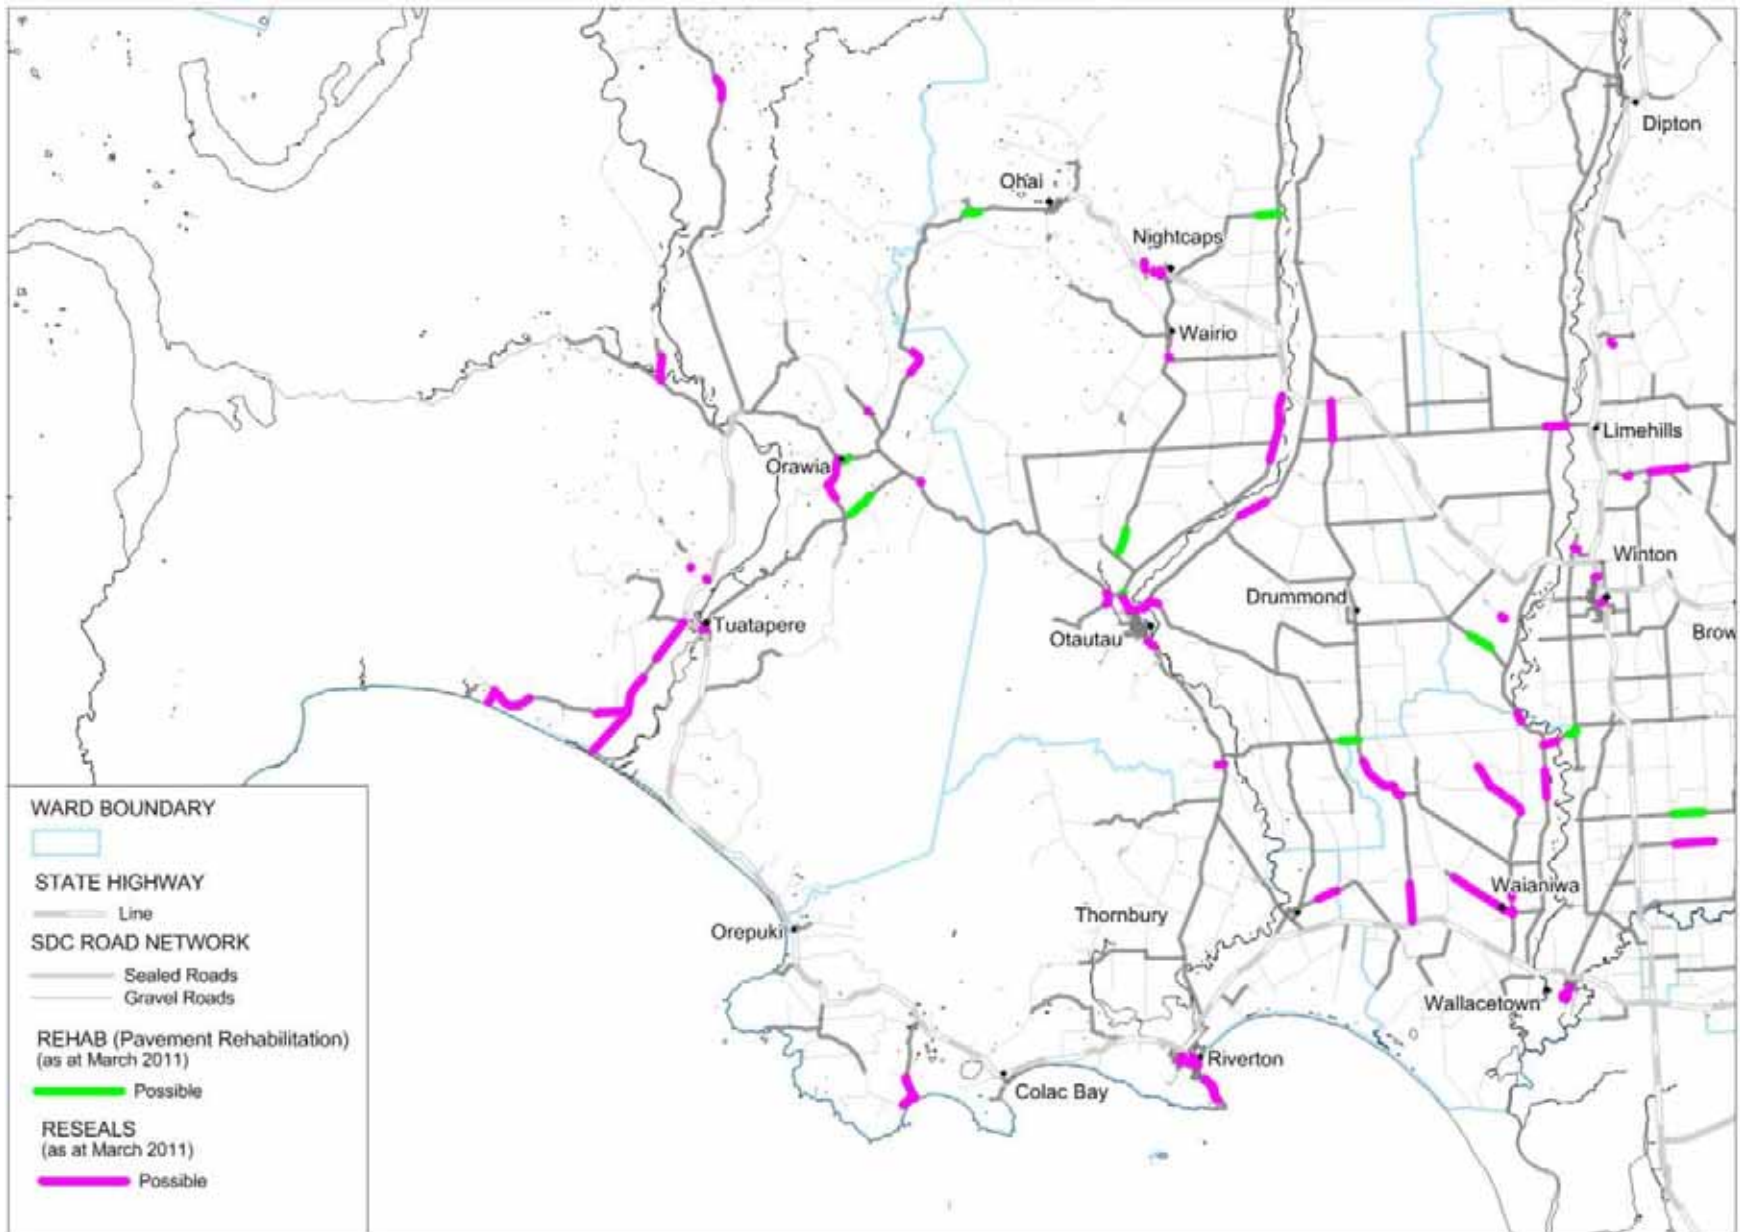 Dipton
Ohai
Nightcaps
Wairio
Limehills
Orawia
Winton
Drummond
Tuatapere
Otautau
Brow
WARD BOUNDARY
STATE HIGHWAY
Line
SDC ROAD NETWORK
Sealed Roads
Gravel Roads
REHAB (Pavement Rehabilitation)
(as at March 2011)
Possible
RESEALS
(as at March 2011)
Possible
Waianiwa
Thornbury
Orepuki
Wallacetown
Riverton
Colac Bay